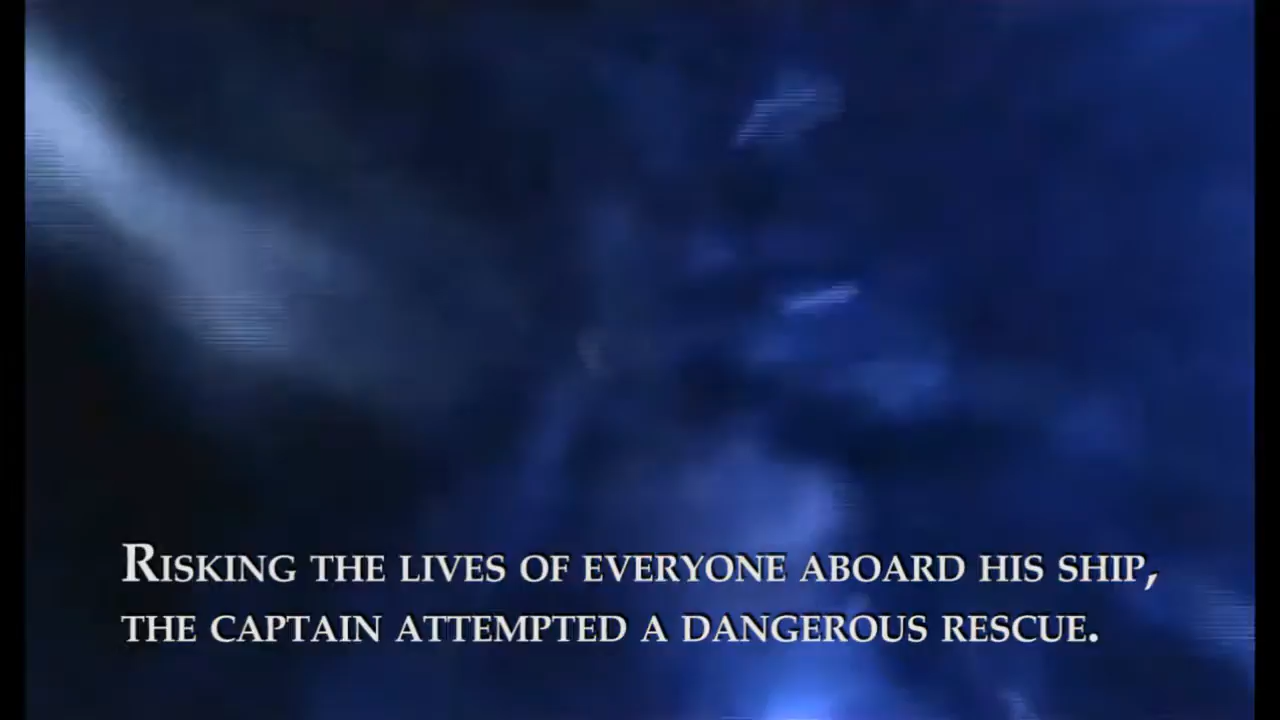 Risking the lives of everyone aboard his ship,
the captain attempted a dangerous rescue.